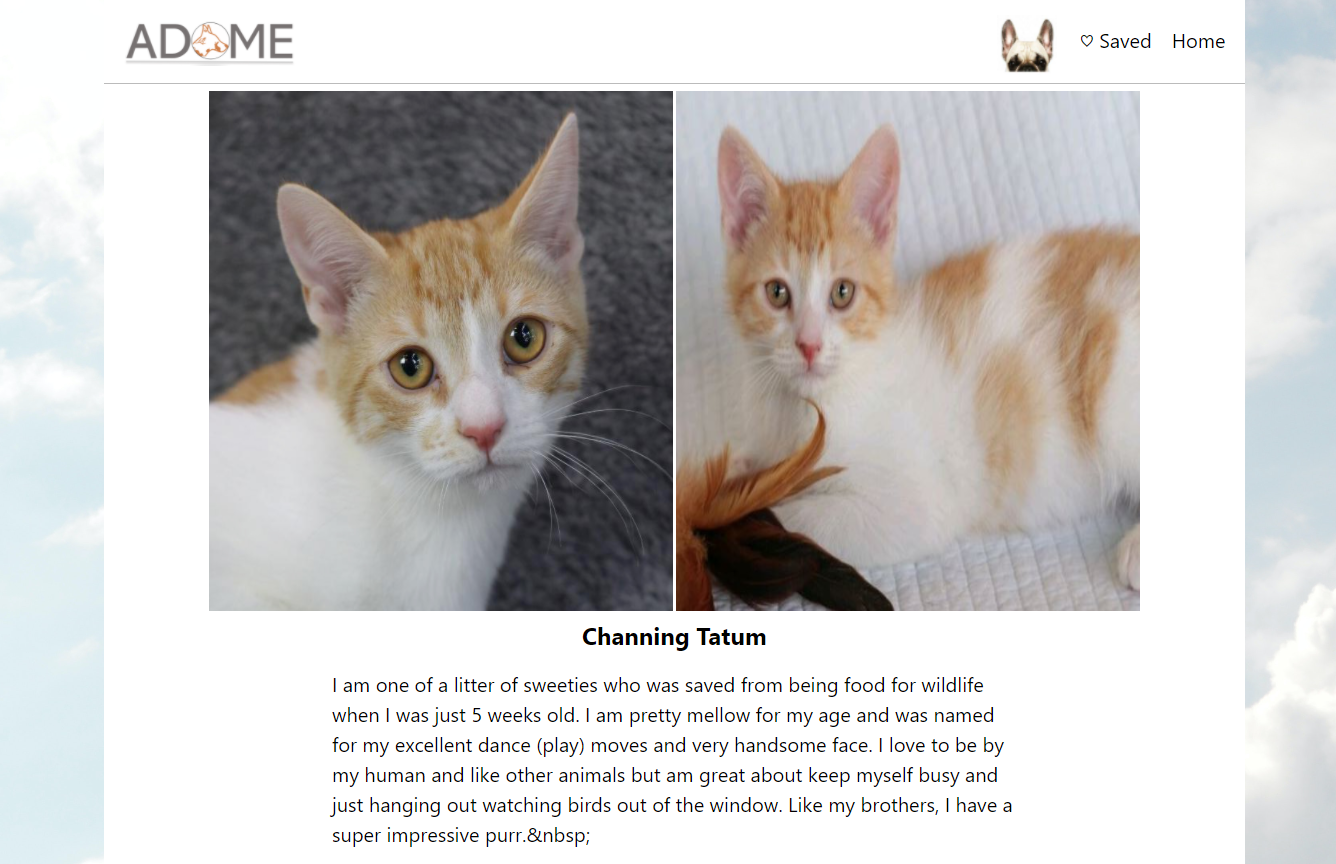 ADOME
♡ Saved
Home
Channing Tatum
I am one of a litter of sweeties who was saved from being food for wildlife
when I was just 5 weeks old. I am pretty mellow for my age and was named
for my excellent dance (play) moves and very handsome face. I love to be by
my human and like other animals but am great about keep myself busy and
just hanging out watching birds out of the window. Like my brothers, I have a
super impressive purr.&nbsp;